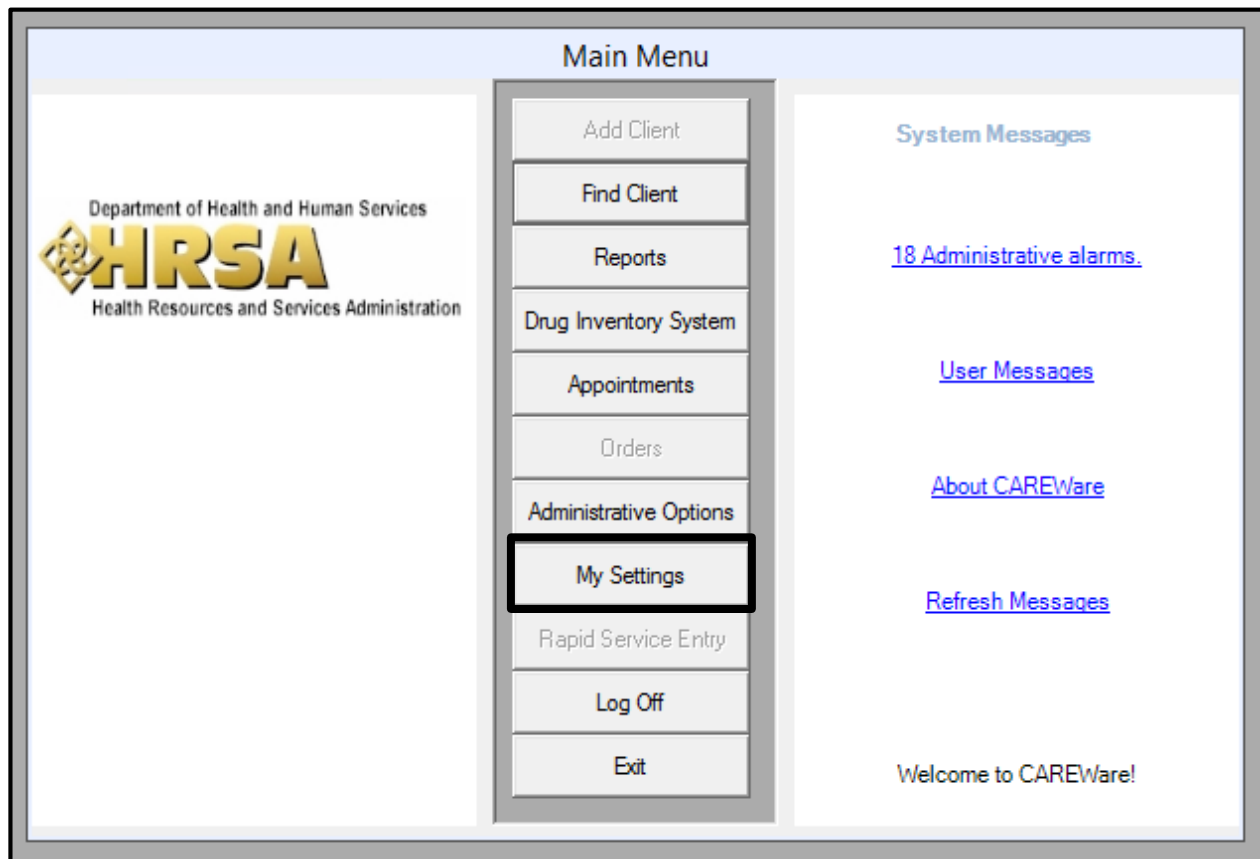 Main Menu
Department of Health and Human Services
HRSA
Health Resources and Services Administration
Add Client
Find Client
Reports
Drug Inventory System
Appointments
Orders
Administrative Options
My Settings
Rapid Service Entry
Log Off
Exit
System Messages
18 Administrative alarms.
User Messages
About CAREWare
Refresh Messages
Welcome to CAREWare!